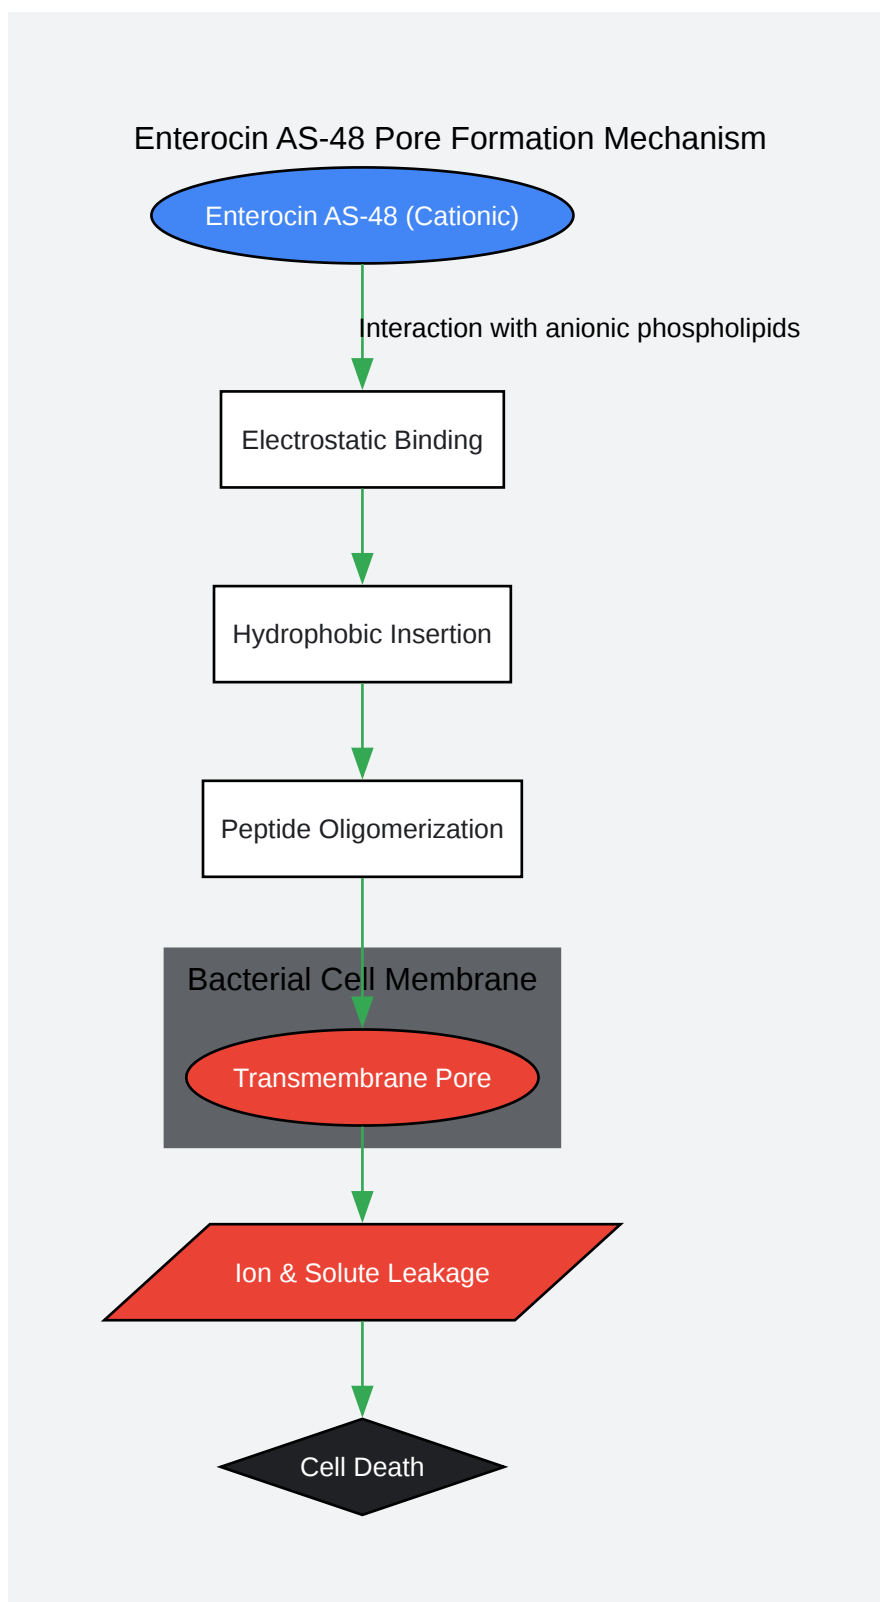 Enterocin AS-48 Pore Formation Mechanism
Enterocin AS-48 (Cationic)
Interaction with anionic phospholipids
Electrostatic Binding
Hydrophobic Insertion
Peptide Oligomerization
Bacterial Cell Membrane
Transmembrane Pore
Ion & Solute Leakage
Cell Death